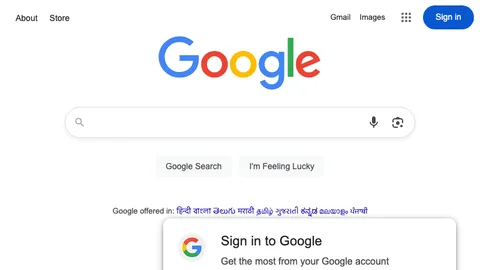 About Store Gmail Images Sign in
Google
Google Search I'm Feeling Lucky
Google offered in: हिन्दी বাংলা తెలుగు मराठी தமிழ் ગુજરાતી ಕನ್ನಡ മലയാളം ਪੰਜਾਬੀ
Sign in to Google
Get the most from your Google account